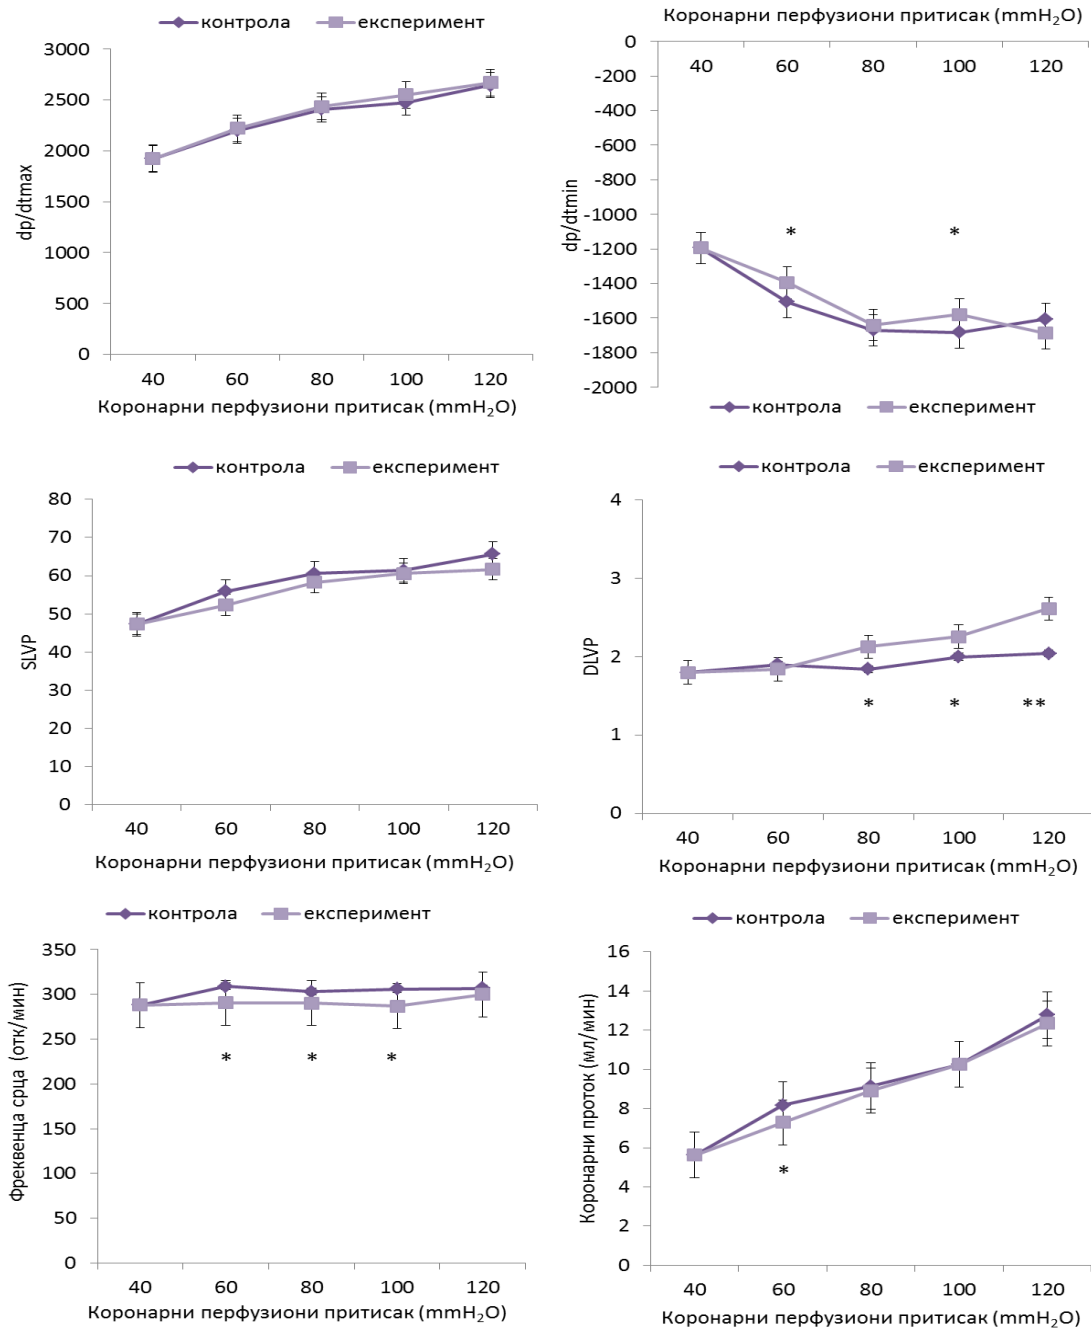 контрола експеримент
3000
2500
2000
1500
1000
500
0
dp/dtmax
40 60 80 100 120
Коронарни перфузиони притисак (mmH₂O)
Коронарни перфузиони притисак (mmH₂O)
0
-200
-400
-600
-800
-1000
-1200
-1400
-1600
-1800
-2000
dp/dtmin
40 60 80 100 120
* *
контрола експеримент
контрола експеримент
80
70
60
50
40
30
20
10
0
SLVP
40 60 80 100 120
Коронарни перфузиони притисак (mmH₂O)
контрола експеримент
4
3
2
1
0
DLVP
* * **
40 60 80 100 120
Коронарни перфузиони притисак (mmH₂O)
контрола експеримент
350
300
250
200
150
100
50
0
Фреквенца срца (отк/мин)
* * *
40 60 80 100 120
Коронарни перфузиони притисак (mmH₂O)
контрола експеримент
16
14
12
10
8
6
4
2
0
Коронарни проток (мл/мин)
*
40 60 80 100 120
Коронарни перфузиони притисак (mmH₂O)